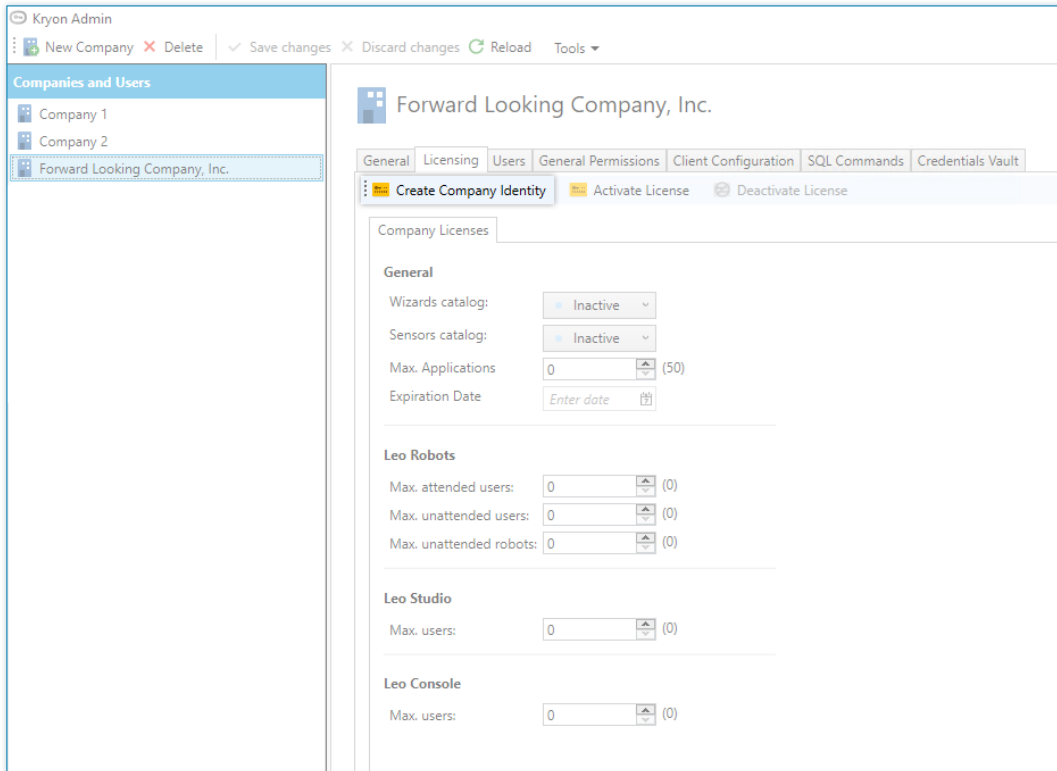 Kryon Admin
New Company Delete Save changes Discard changes Reload Tools
Companies and Users
Company 1
Company 2
Forward Looking Company, Inc.
Forward Looking Company, Inc.
General Licensing Users General Permissions Client Configuration SQL Commands Credentials Vault
Create Company Identity Activate License Deactivate License
Company Licenses
General
Wizards catalog: Inactive
Sensors catalog: Inactive
Max. Applications 0 (50)
Expiration Date Enter date
Leo Robots
Max. attended users: 0 (0)
Max. unattended users: 0 (0)
Max. unattended robots: 0 (0)
Leo Studio
Max. users: 0 (0)
Leo Console
Max. users: 0 (0)